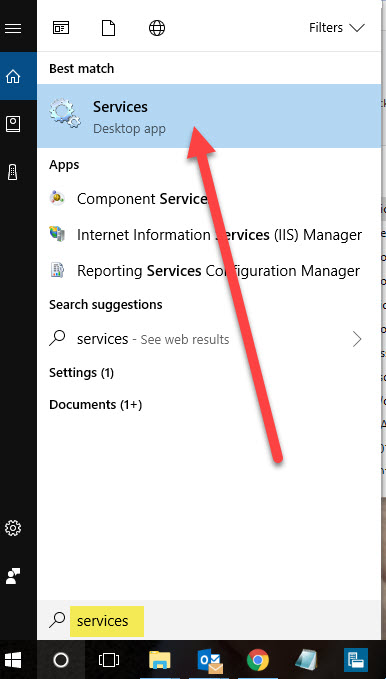 Filters
Best match
Services
Desktop app
Apps
Component Service
Internet Information Services (IIS) Manager
Reporting Services Configuration Manager
Search suggestions
services - See web results
Settings (1)
Documents (1+)
services